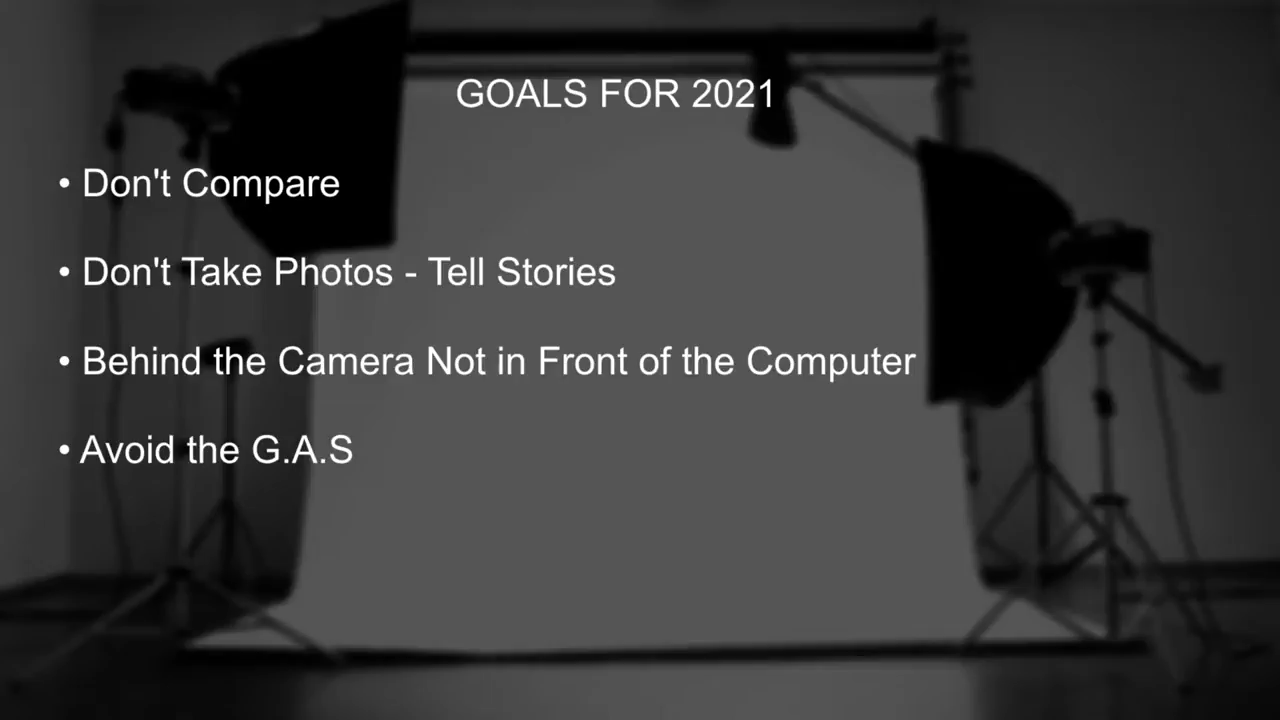 GOALS FOR 2021
• Don't Compare
• Don't Take Photos - Tell Stories
• Behind the Camera Not in Front of the Computer
• Avoid the G.A.S